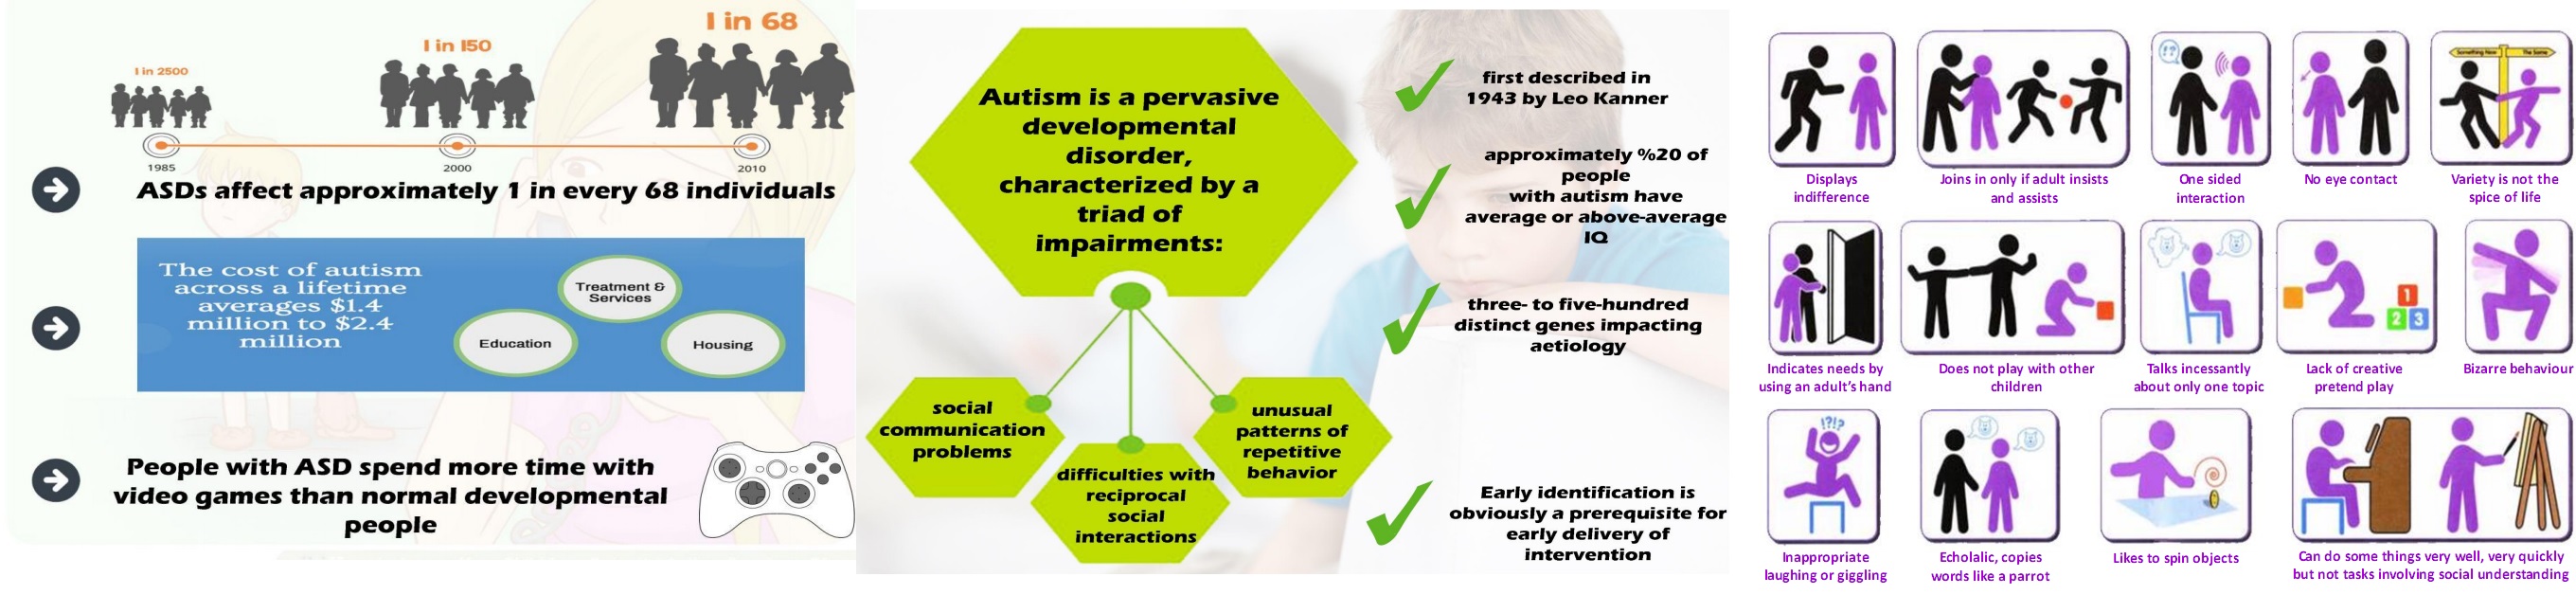 1 in 2500
1 in 150
1 in 68
1985
2000
2010
ASDs affect approximately 1 in every 68 individuals
The cost of autism
across a lifetime
averages $1.4
million to $2.4
million
Treatment &
Services
Education
Housing
People with ASD spend more time with
video games than normal developmental
people
Autism is a pervasive
developmental
disorder,
characterized by a
triad of
impairments:
social
communication
problems
difficulties with
reciprocal
social
interactions
unusual
patterns of
repetitive
behavior
first described in
1943 by Leo Kanner
approximately %20 of
people
with autism have
average or above-average
IQ
three- to five-hundred
distinct genes impacting
aetiology
Early identification is
obviously a prerequisite for
early delivery of
intervention
Displays
indifference
Joins in only if adult insists
and assists
!?
One sided
interaction
No eye contact
Something New
The Same
Variety is not the
spice of life
Indicates needs by
using an adult's hand
Does not play with other
children
Talks incessantly
about only one topic
1
2 3
Lack of creative
pretend play
Bizarre behaviour
!?!?
Inappropriate
laughing or giggling
Echolalic, copies
words like a parrot
Likes to spin objects
Can do some things very well, very quickly
but not tasks involving social understanding